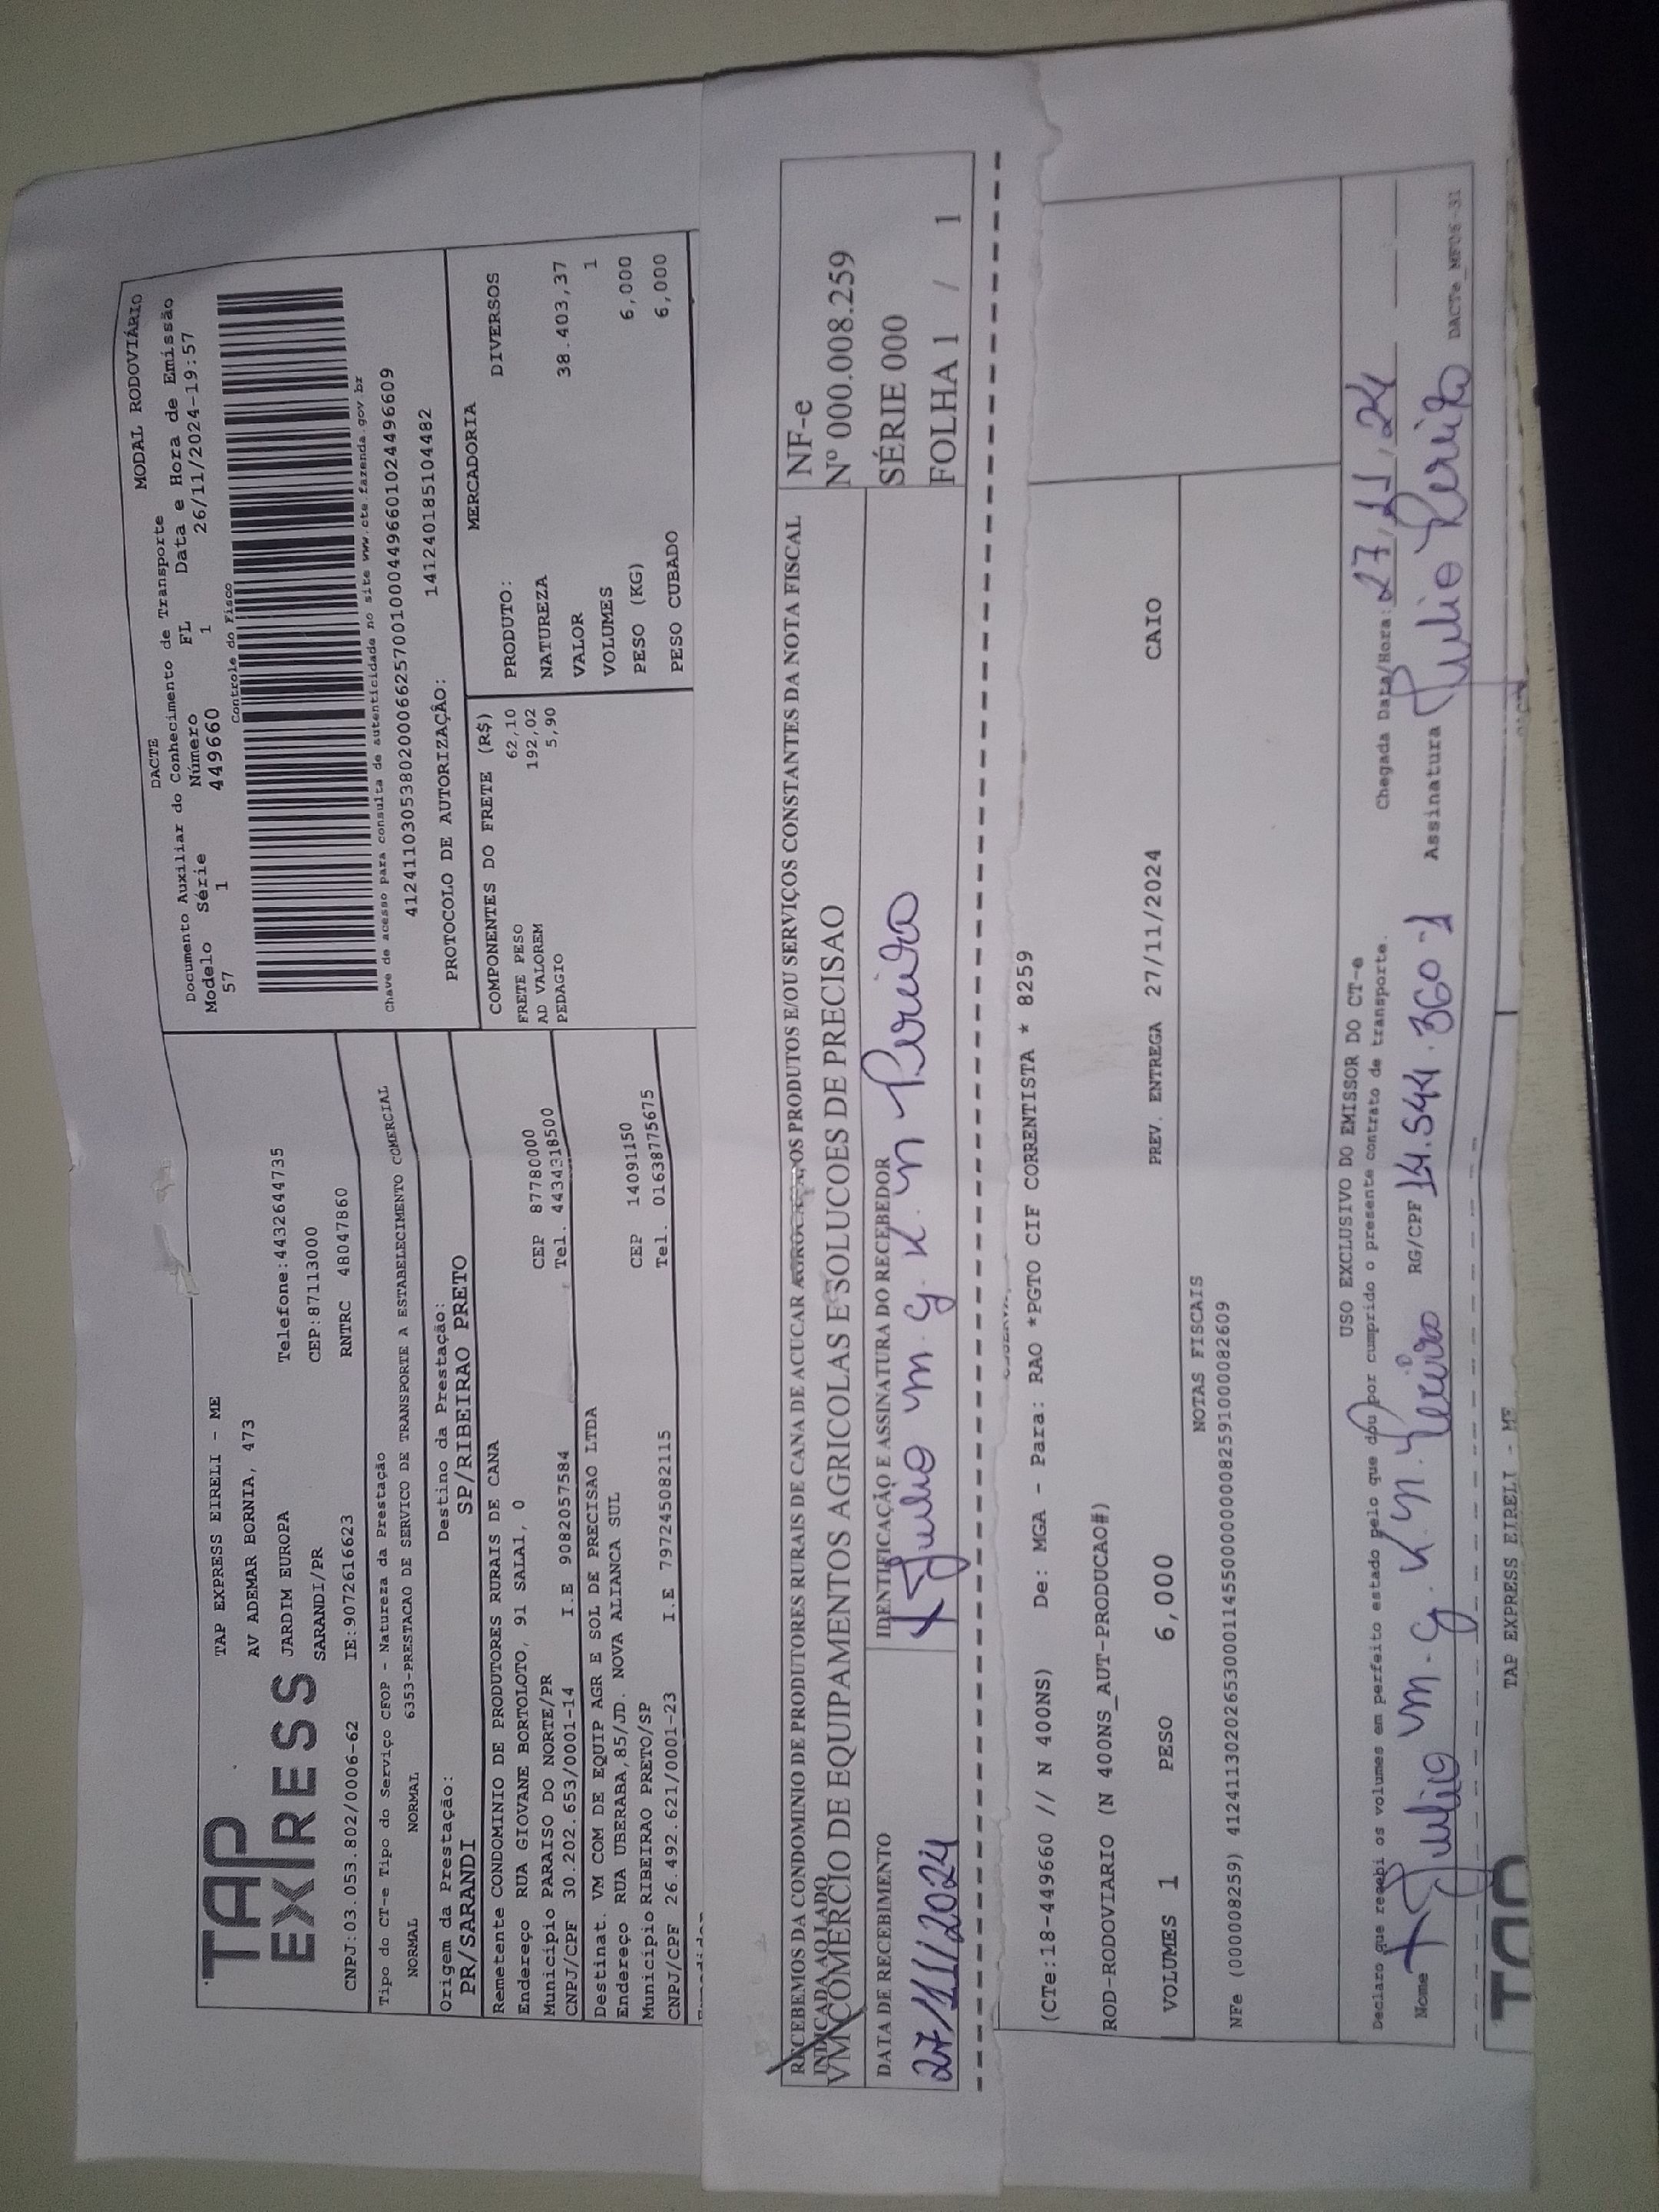 TAP
EXPRESS
TAP EXPRESS EIRELI - ME
AV ADEMAR BORNIA, 473
JARDIM EUROPA Telefone:4432644735
SARANDI/PR CEP:87113000
CNPJ:03.053.802/0006-62 IE:9072616623 RNTRC 48047860
DACTE MODAL RODOVIÁRIO
Documento Auxiliar do Conhecimento de Transporte
Modelo Série Número FL Data e Hora de Emissão
57 1 449660 1 26/11/2024-19:57
Controle do Fisco
Chave de acesso para consulta de autenticidade no site www.cte.fazenda.gov.br
41241103053802000662570010004496601024496609
PROTOCOLO DE AUTORIZAÇÃO: 141240185104482
Tipo do CT-e Tipo do Serviço CFOP - Natureza da Prestação
NORMAL NORMAL 6353-PRESTACAO DE SERVICO DE TRANSPORTE A ESTABELECIMENTO COMERCIAL
Origem da Prestação: Destino da Prestação:
PR/SARANDI SP/RIBEIRAO PRETO
Remetente CONDOMINIO DE PRODUTORES RURAIS DE CANA
Endereço RUA GIOVANE BORTOLOTO, 91 SALA1, 0
Município PARAISO DO NORTE/PR CEP 87780000
CNPJ/CPF 30.202.653/0001-14 I.E 9082057584 Tel. 4434318500
Destinat. VM COM DE EQUIP AGR E SOL DE PRECISAO LTDA
Endereço RUA UBERABA,85/JD. NOVA ALIANCA SUL
Município RIBEIRAO PRETO/SP CEP 14091150
CNPJ/CPF 26.492.621/0001-23 I.E 797245082115 Tel. 01638775675
COMPONENTES DO FRETE (R$)
FRETE PESO 62,10
AD VALOREM 192,02
PEDAGIO 5,90
MERCADORIA
PRODUTO: DIVERSOS
NATUREZA
VALOR 38.403,37
VOLUMES 1
PESO (KG) 6,000
PESO CUBADO 6,000
RECEBEMOS DA CONDOMINIO DE PRODUTORES RURAIS DE CANA DE ACUCAR OS PRODUTOS E/OU SERVIÇOS CONSTANTES DA NOTA FISCAL
INDICADA AO LADO
VM COMERCIO DE EQUIPAMENTOS AGRICOLAS E SOLUCOES DE PRECISAO
DATA DE RECEBIMENTO IDENTIFICAÇÃO E ASSINATURA DO RECEBEDOR
27/11/2024 Julio M. G. K. N Pereira
NF-e
Nº 000.008.259
SÉRIE 000
FOLHA 1 / 1
(CTe:18-449660 // N 400NS) De: MGA - Para: RAO *PGTO CIF CORRENTISTA * 8259
ROD-RODOVIARIO (N 400NS_AUT-PRODUCAO#)
VOLUMES 1 PESO 6,000 PREV. ENTREGA 27/11/2024 CAIO
NOTAS FISCAIS
NFe (000008259) 41241130202653000114550000000082591000082609
USO EXCLUSIVO DO EMISSOR DO CT-e
Declaro que recebi os volumes em perfeito estado pelo que dou por cumprido o presente contrato de transporte. Chegada Data/Hora: 27/11/24
Nome Julio M. G. K. N. Pereira RG/CPF 14.544.360-1 Assinatura Julio Pereira
DACTe_MF06-31
TAP EXPRESS EIRELI - ME